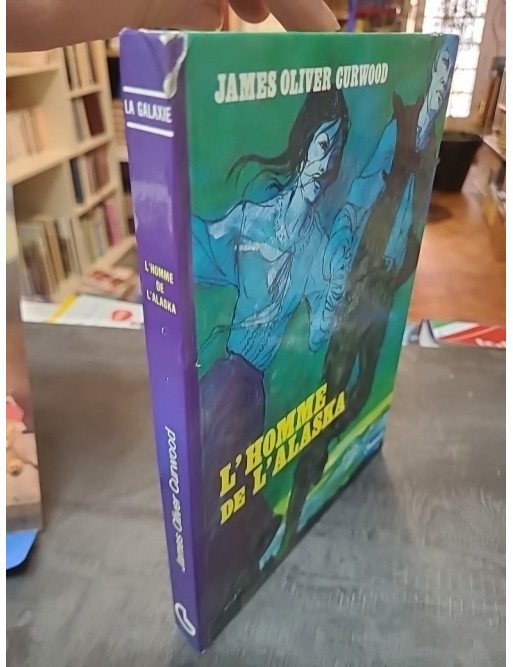 LA GALAXIE
L'HOMME
DE
L'ALASKA
James Oliver Curwood
JAMES OLIVER CURWOOD
L'HOMME
DE L'ALASKA